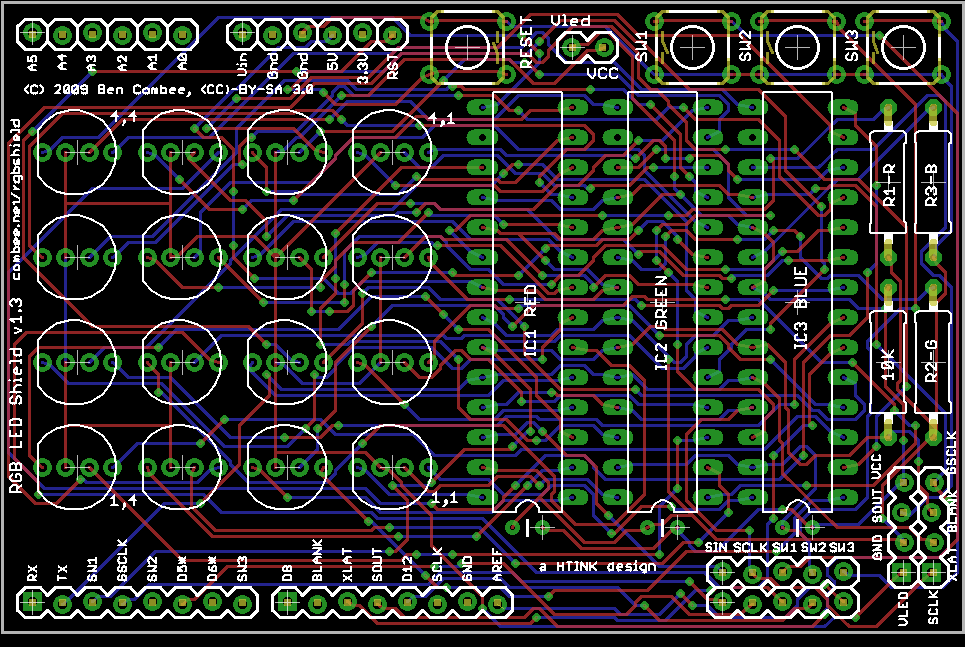 A5 A4 A3 A2 A1 A0
Vin Gnd Gnd 5V 3.3V RST
RESET
Vled
VCC
SW1
SW2
SW3
(C) 2009 Ben Combee, (CC)-BY-SA 3.0
4,4
4,1
combee.net/rgbshield
RGB LED Shield v1.3
IC1 RED
IC2 GREEN
IC3 BLUE
R1-R
R3-B
10K
R2-G
1,4
1,1
SOUT VCC
GSCLK
GND
XLAT BLANK
VLED
SCLK
SIN SCLK SW1 SW2 SW3
a HTINK design
RX TX SW1 GSCLK SW2 D5* D6* SW3
D8 BLANK XLAT SOUT D12 SCLK GND AREF